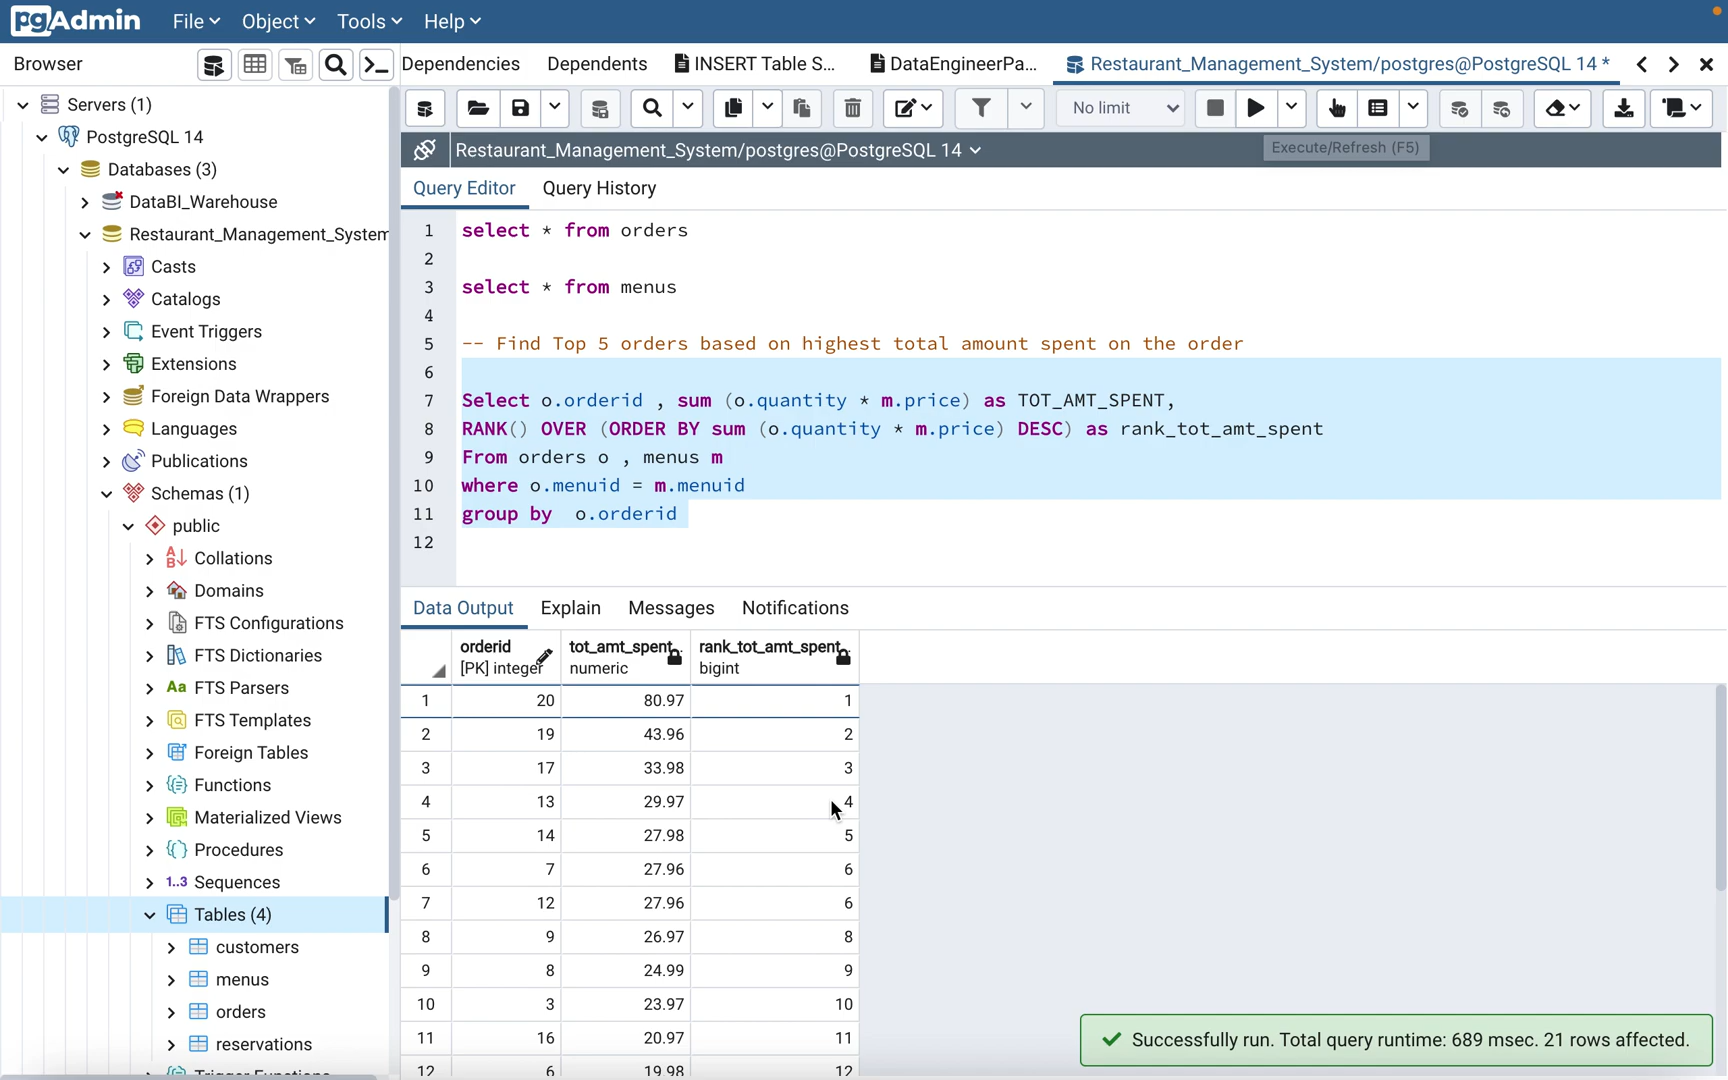 pgAdmin File Object Tools Help
Browser
Dependencies Dependents INSERT Table S... DataEngineerPa... Restaurant_Management_System/postgres@PostgreSQL 14 *
No limit
Restaurant_Management_System/postgres@PostgreSQL 14
Execute/Refresh (F5)
Query Editor Query History
Servers (1)
PostgreSQL 14
Databases (3)
DataBI_Warehouse
Restaurant_Management_System
Casts
Catalogs
Event Triggers
Extensions
Foreign Data Wrappers
Languages
Publications
Schemas (1)
public
Collations
Domains
FTS Configurations
FTS Dictionaries
Aa FTS Parsers
FTS Templates
Foreign Tables
Functions
Materialized Views
Procedures
1..3 Sequences
Tables (4)
customers
menus
orders
reservations
Trigger Functions
1 select * from orders
2
3 select * from menus
4
5 -- Find Top 5 orders based on highest total amount spent on the order
6
7 Select o.orderid , sum (o.quantity * m.price) as TOT_AMT_SPENT,
8 RANK() OVER (ORDER BY sum (o.quantity * m.price) DESC) as rank_tot_amt_spent
9 From orders o , menus m
10 where o.menuid = m.menuid
11 group by  o.orderid
12
Data Output Explain Messages Notifications
orderid tot_amt_spent rank_tot_amt_spent
[PK] integer numeric bigint
1 20 80.97 1
2 19 43.96 2
3 17 33.98 3
4 13 29.97 4
5 14 27.98 5
6 7 27.96 6
7 12 27.96 6
8 9 26.97 8
9 8 24.99 9
10 3 23.97 10
11 16 20.97 11
12 6 19.98 12
Successfully run. Total query runtime: 689 msec. 21 rows affected.